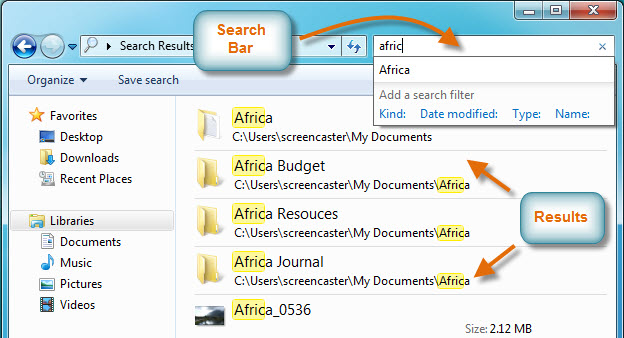 Search
Bar
Search Results
afric
Africa
Add a search filter
Kind: Date modified: Type: Name:
Organize
Save search
Favorites
Desktop
Downloads
Recent Places
Libraries
Documents
Music
Pictures
Videos
Africa
C:\Users\screencaster\My Documents
Africa Budget
C:\Users\screencaster\My Documents\Africa
Africa Resouces
C:\Users\screencaster\My Documents\Africa
Africa Journal
C:\Users\screencaster\My Documents\Africa
Africa_0536
Size: 2.12 MB
Results